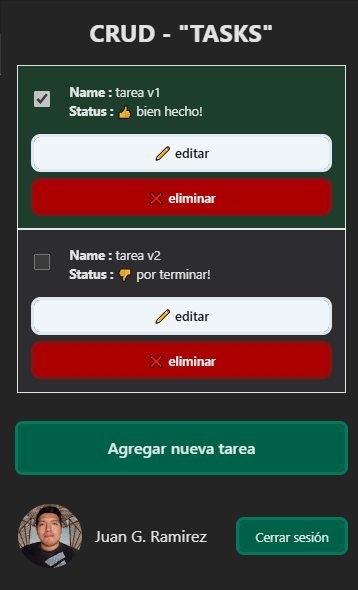 CRUD - "TASKS"
Name : tarea v1
Status : 👍 bien hecho!
✏️ editar
❌ eliminar
Name : tarea v2
Status : 👎 por terminar!
✏️ editar
❌ eliminar
Agregar nueva tarea
Juan G. Ramirez
Cerrar sesión